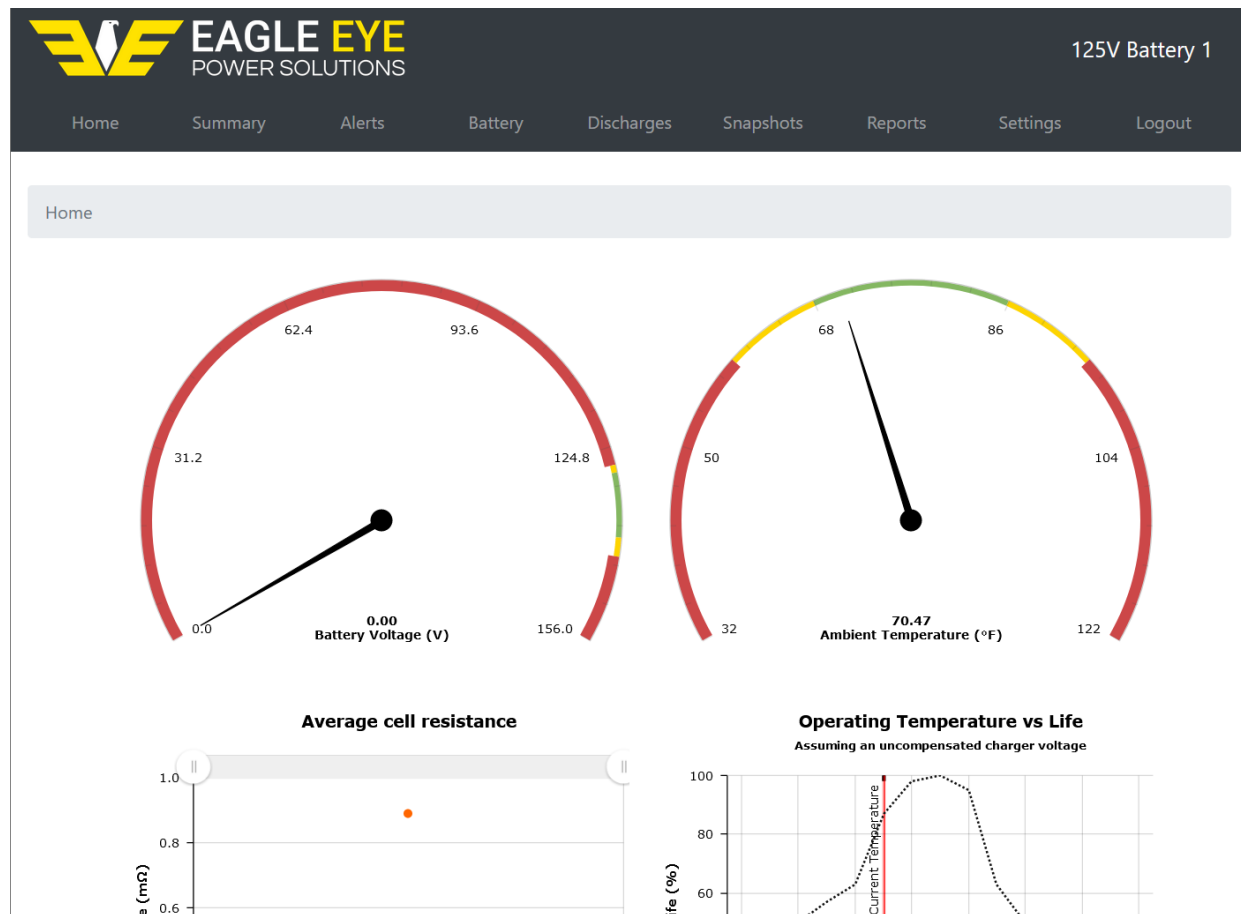 EAGLE EYE
POWER SOLUTIONS
125V Battery 1
Home Summary Alerts Battery Discharges Snapshots Reports Settings Logout
Home
62.4 93.6
31.2 124.8
0.0 156.0
0.00
Battery Voltage (V)
68 86
50 104
32 122
70.47
Ambient Temperature (°F)
Average cell resistance
1.0
0.8
0.6
(mΩ)
Operating Temperature vs Life
Assuming an uncompensated charger voltage
100
80
60
Current Temperature
(%)